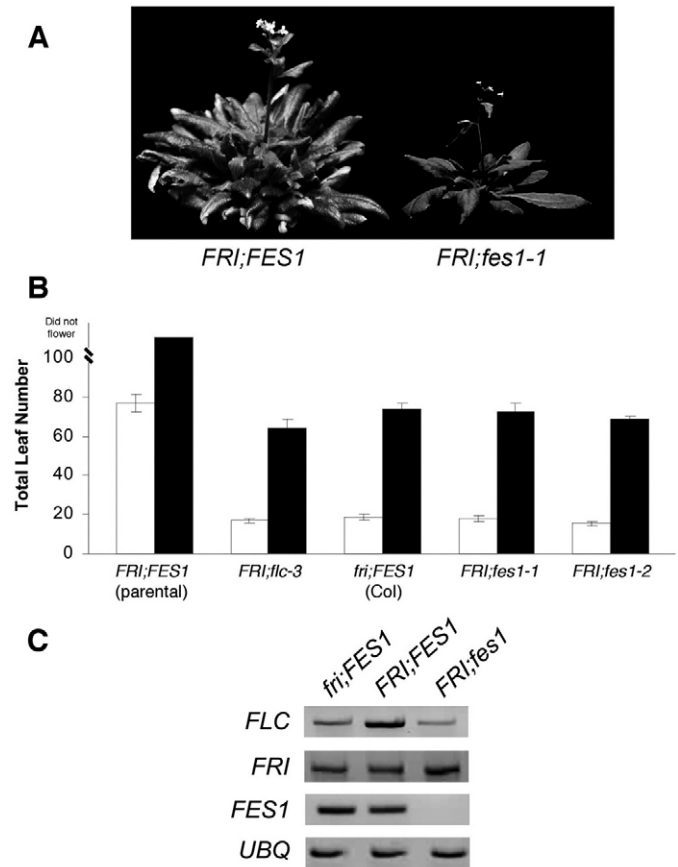 A
FRI;FES1
FRI;fes1-1
B
Total Leaf Number
Did not
flower
100
80
60
40
20
0
FRI;FES1
(parental)
FRI;flc-3
fri;FES1
(Col)
FRI;fes1-1
FRI;fes1-2
C
fri;FES1
FRI;FES1
FRI;fes1
FLC
FRI
FES1
UBQ